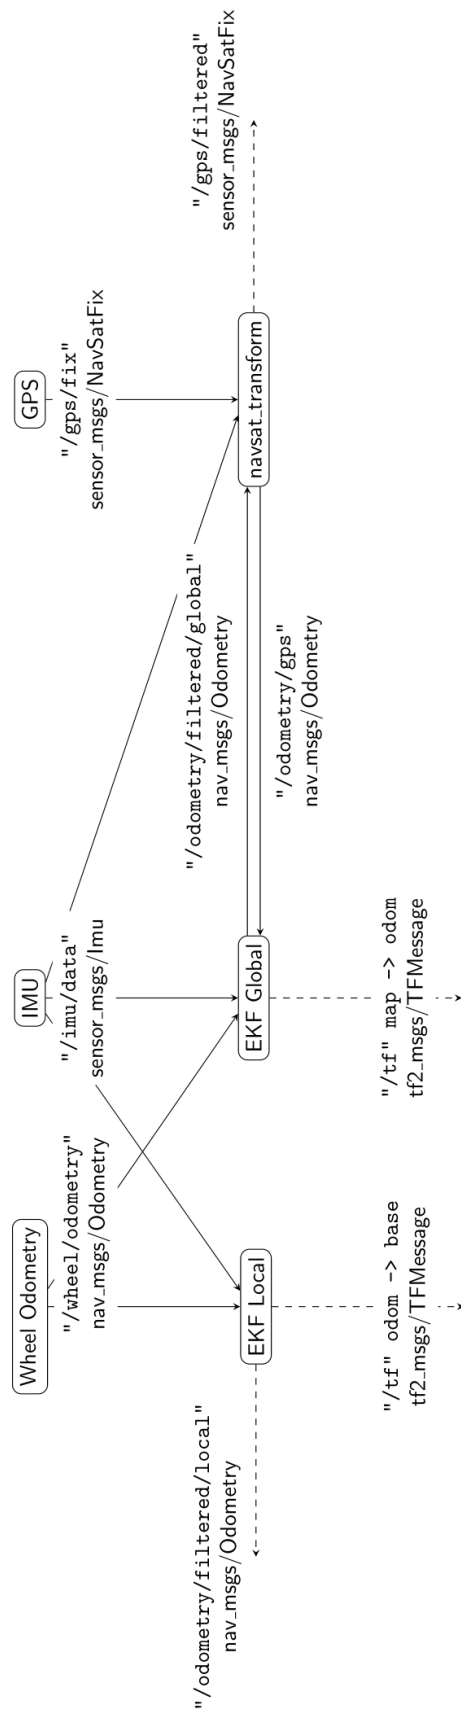 Wheel Odometry
IMU
GPS
"/wheel/odometry"
nav_msgs/Odometry
"/imu/data"
sensor_msgs/Imu
"/gps/fix"
sensor_msgs/NavSatFix
"/odometry/filtered/local"
nav_msgs/Odometry
EKF Local
EKF Global
"/odometry/filtered/global"
nav_msgs/Odometry
"/odometry/gps"
nav_msgs/Odometry
navsat_transform
"/gps/filtered"
sensor_msgs/NavSatFix
"/tf" odom -> base
tf2_msgs/TFMessage
"/tf" map -> odom
tf2_msgs/TFMessage